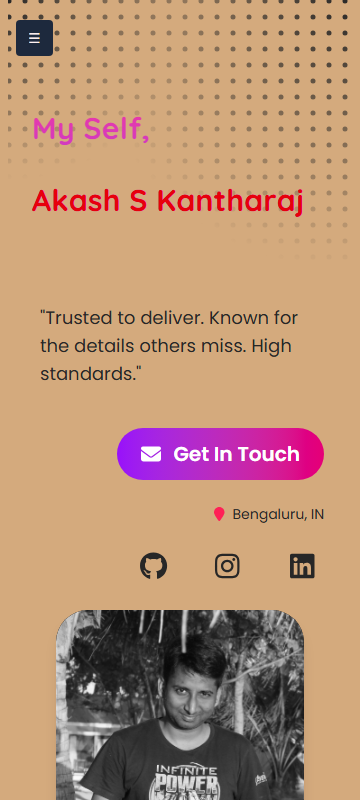 My Self,
Akash S Kantharaj
"Trusted to deliver. Known for
the details others miss. High
standards."
Get In Touch
Bengaluru, IN
INFINITE
POWER